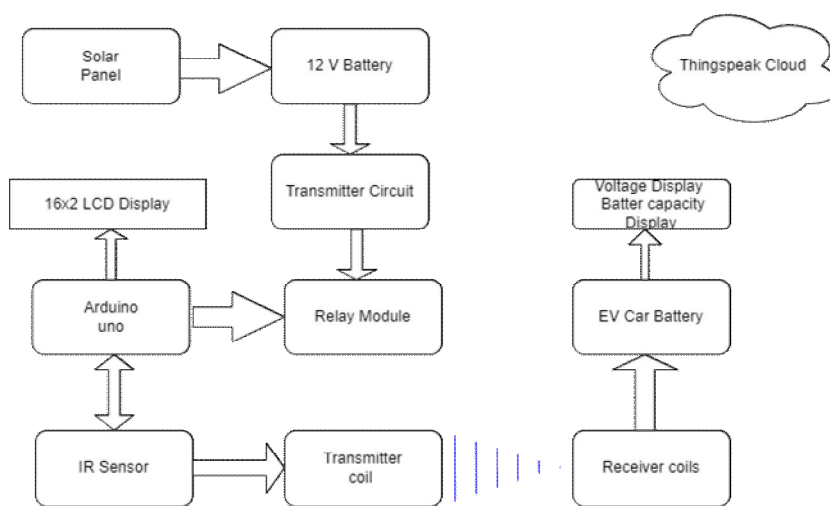 Solar
Panel
12 V Battery
Thingspeak Cloud
16x2 LCD Display
Transmitter Circuit
Voltage Display
Batter capacity
Display
Arduino
uno
Relay Module
EV Car Battery
IR Sensor
Transmitter
coil
Receiver coils